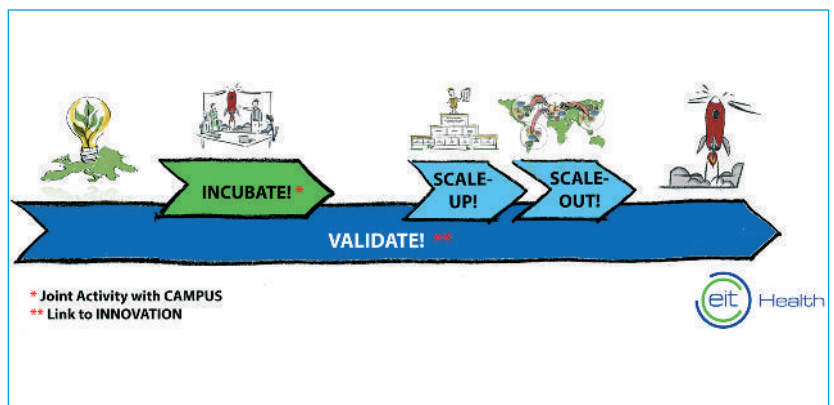 INCUBATE! *
SCALE-
UP!
SCALE-
OUT!
VALIDATE! **
* Joint Activity with CAMPUS
** Link to INNOVATION
eit Health